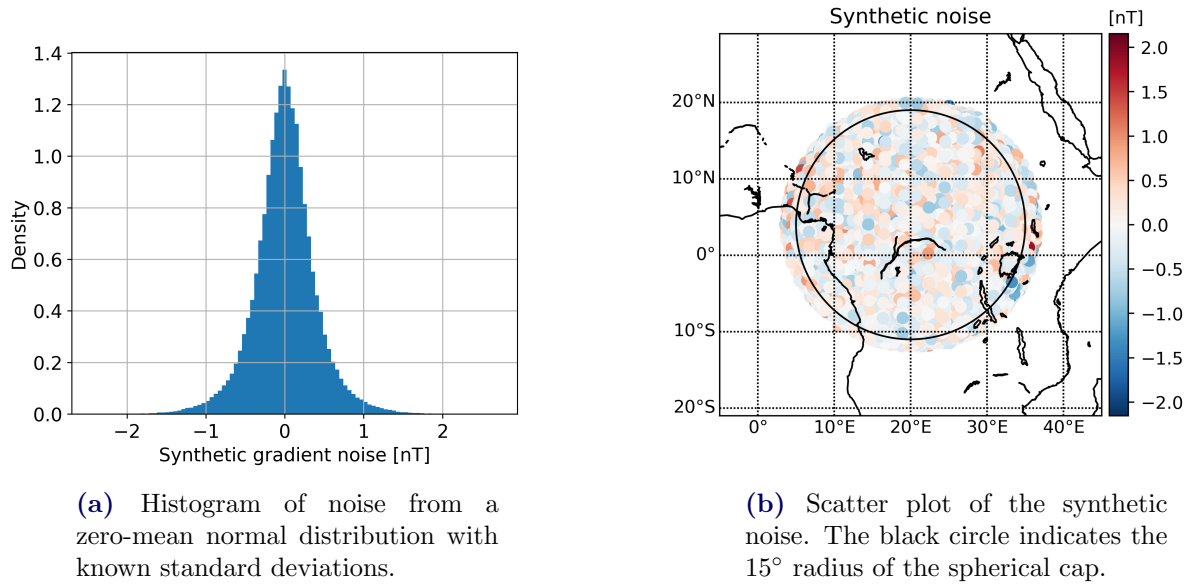 1.4
1.2
1.0
0.8
0.6
0.4
0.2
0.0
Density
−2 −1 0 1 2
Synthetic gradient noise [nT]
(a) Histogram of noise from a
zero-mean normal distribution with
known standard deviations.
Synthetic noise
[nT]
20°N
10°N
0°
10°S
20°S
0° 10°E 20°E 30°E 40°E
2.0
1.5
1.0
0.5
0.0
−0.5
−1.0
−1.5
−2.0
(b) Scatter plot of the synthetic
noise. The black circle indicates the
15° radius of the spherical cap.